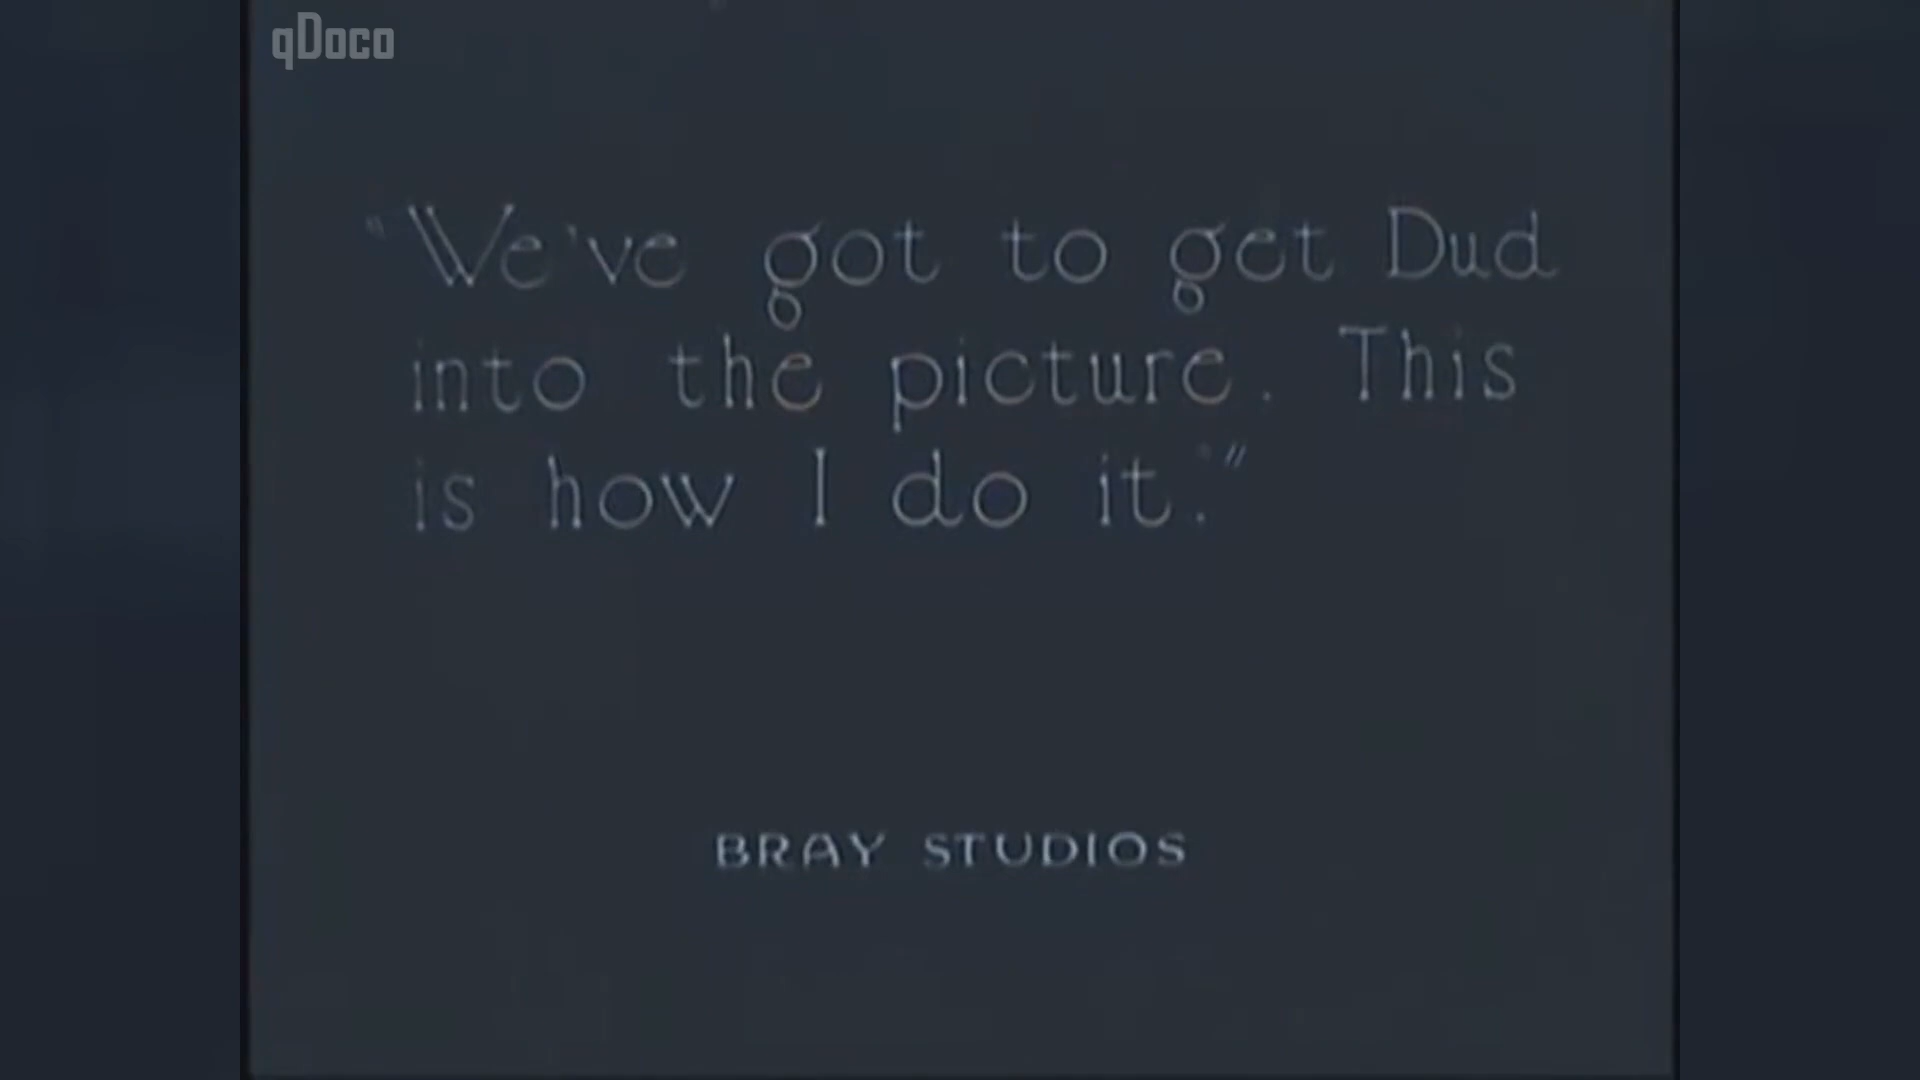 qDoco
"We've got to get Dud
into the picture. This
is how I do it."
BRAY STUDIOS